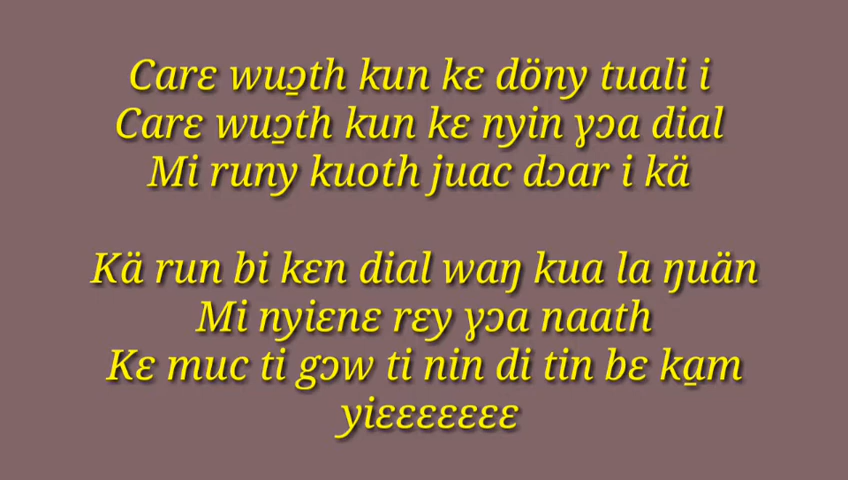 Carɛ wuɔ̱th kun kɛ döny tuali i
Carɛ wuɔ̱th kun kɛ nyin ɣɔa dial
Mi runy kuoth juac dɔar i kä
Kä run bi kɛn dial waŋ kua la ŋuän
Mi nyiɛnɛ rɛy ɣɔa naath
Kɛ muc ti gɔw ti nin di tin bɛ ka̱m
yiɛɛɛɛɛɛɛ